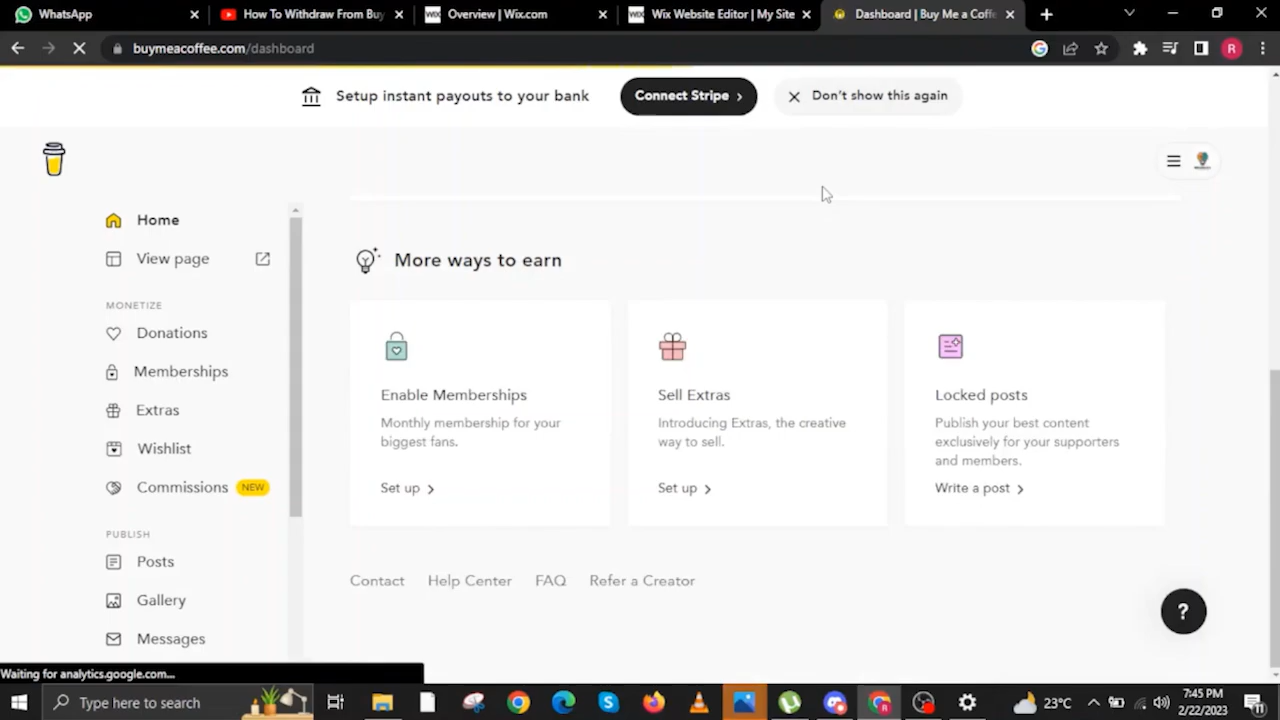 WhatsApp
How To Withdraw From Buy
Overview | Wix.com
Wix Website Editor | My Site
Dashboard | Buy Me a Coffe
buymeacoffee.com/dashboard
R
Setup instant payouts to your bank
Connect Stripe
Don't show this again
Home
View page
MONETIZE
Donations
Memberships
Extras
Wishlist
Commissions NEW
PUBLISH
Posts
Gallery
Messages
More ways to earn
Enable Memberships
Monthly membership for your
biggest fans.
Set up
Sell Extras
Introducing Extras, the creative
way to sell.
Set up
Locked posts
Publish your best content
exclusively for your supporters
and members.
Write a post
Contact Help Center FAQ Refer a Creator
?
Waiting for analytics.google.com...
Type here to search
23°C
7:45 PM
2/22/2023